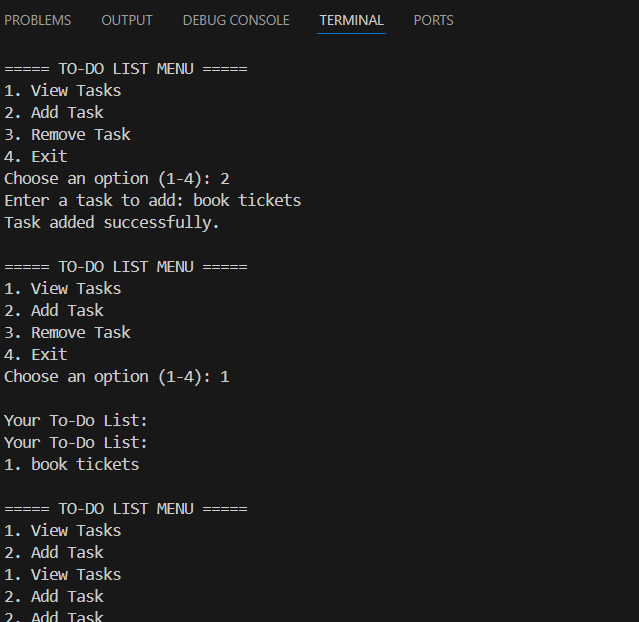 PROBLEMS OUTPUT DEBUG CONSOLE TERMINAL PORTS
===== TO-DO LIST MENU =====
1. View Tasks
2. Add Task
3. Remove Task
4. Exit
Choose an option (1-4): 2
Enter a task to add: book tickets
Task added successfully.
===== TO-DO LIST MENU =====
1. View Tasks
2. Add Task
3. Remove Task
4. Exit
Choose an option (1-4): 1
Your To-Do List:
Your To-Do List:
1. book tickets
===== TO-DO LIST MENU =====
1. View Tasks
2. Add Task
1. View Tasks
2. Add Task
2. Add Task